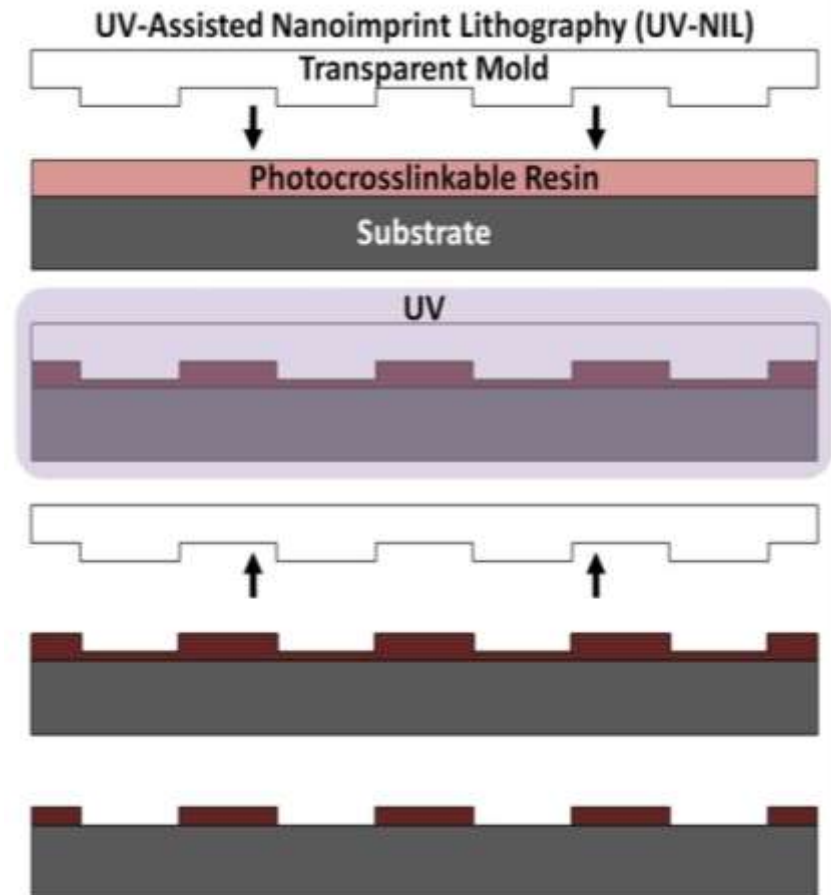 UV-Assisted Nanoimprint Lithography (UV-NIL)
Transparent Mold
Photocrosslinkable Resin
Substrate
UV